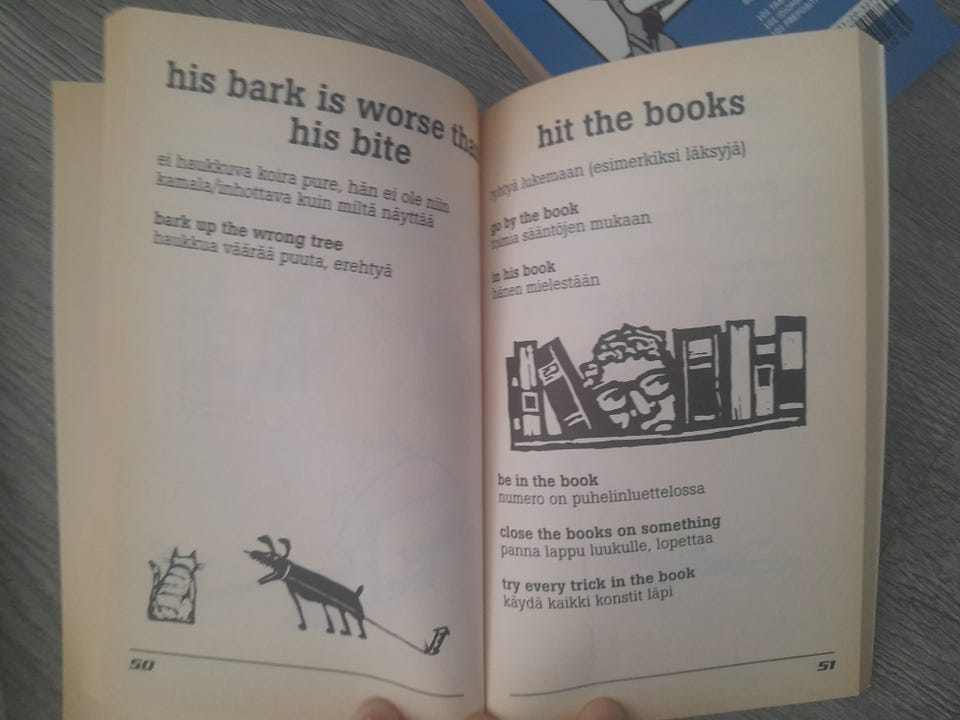 his bark is worse than
his bite
ei haukkuva koira pure, hän ei ole niin
kamala/inhottava kuin miltä näyttää
bark up the wrong tree
haukkua väärää puuta, erehtyä
50
hit the books
ryhtyä lukemaan (esimerkiksi läksyjä)
go by the book
toimia sääntöjen mukaan
in his book
hänen mielestään
be in the book
numero on puhelinluettelossa
close the books on something
panna lappu luukulle, lopettaa
try every trick in the book
käydä kaikki konstit läpi
51